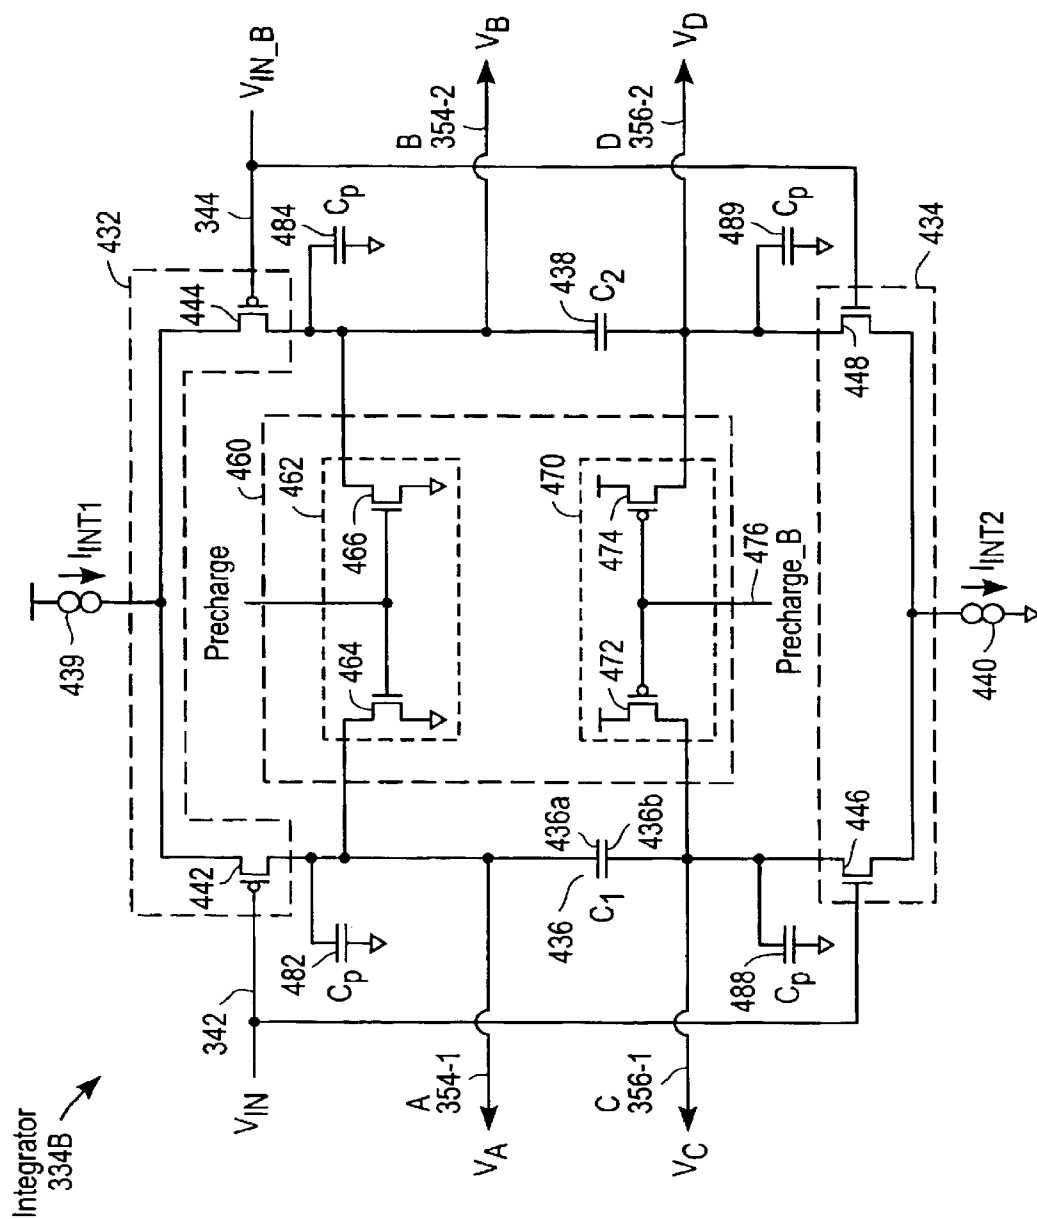 Integrator
334B
439
I_INT1
432
V_IN_B
344
442
444
342
V_IN
484
C_p
482
C_p
Precharge
460
462
464
466
A
354-1
V_A
B
354-2
V_B
436a
436b
436
C_1
438
C_2
470
472
474
476
Precharge_B
C
356-1
V_C
D
356-2
V_D
488
C_p
489
C_p
446
448
434
440
I_INT2